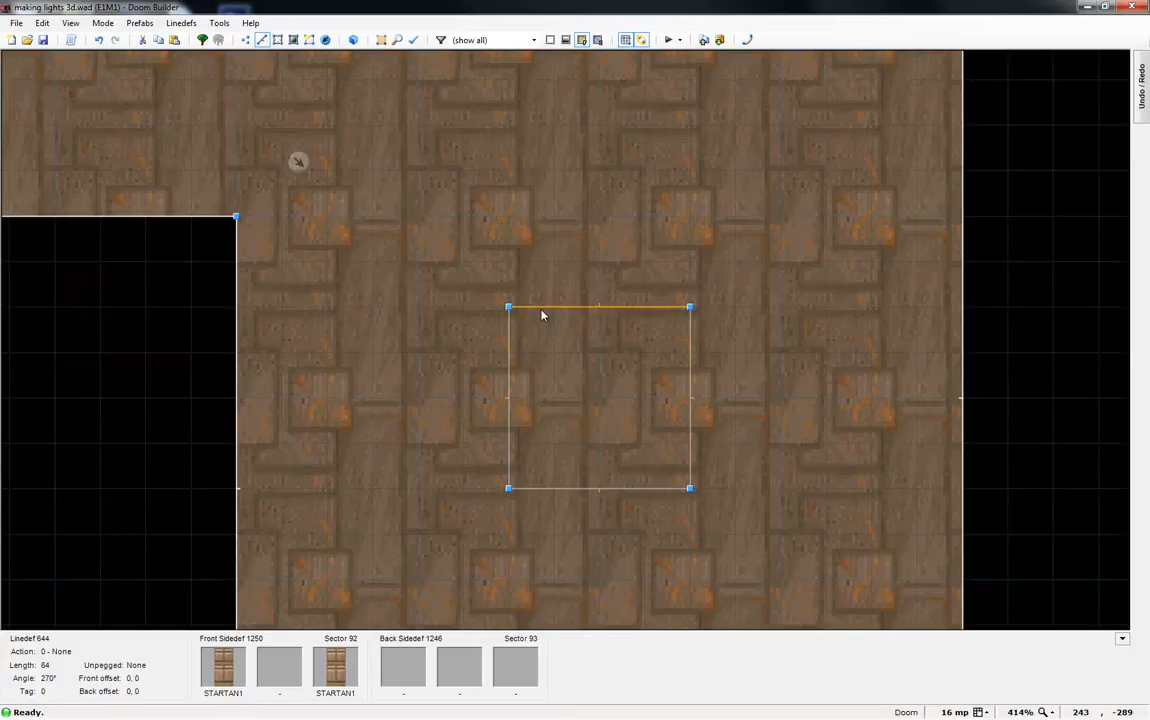 making lights 3d.wad (E1M1) - Doom Builder
File Edit View Mode Prefabs Linedefs Tools Help
(show all)
Undo / Redo
Linedef 644
Action: 0 - None
Length: 64 Unpegged: None
Angle: 270° Front offset: 0, 0
Tag: 0 Back offset: 0, 0
Front Sidedef 1250 Sector 92
STARTAN1 - STARTAN1
Back Sidedef 1246 Sector 93
- - -
Ready. Doom 16 mp 414% 243 , -289